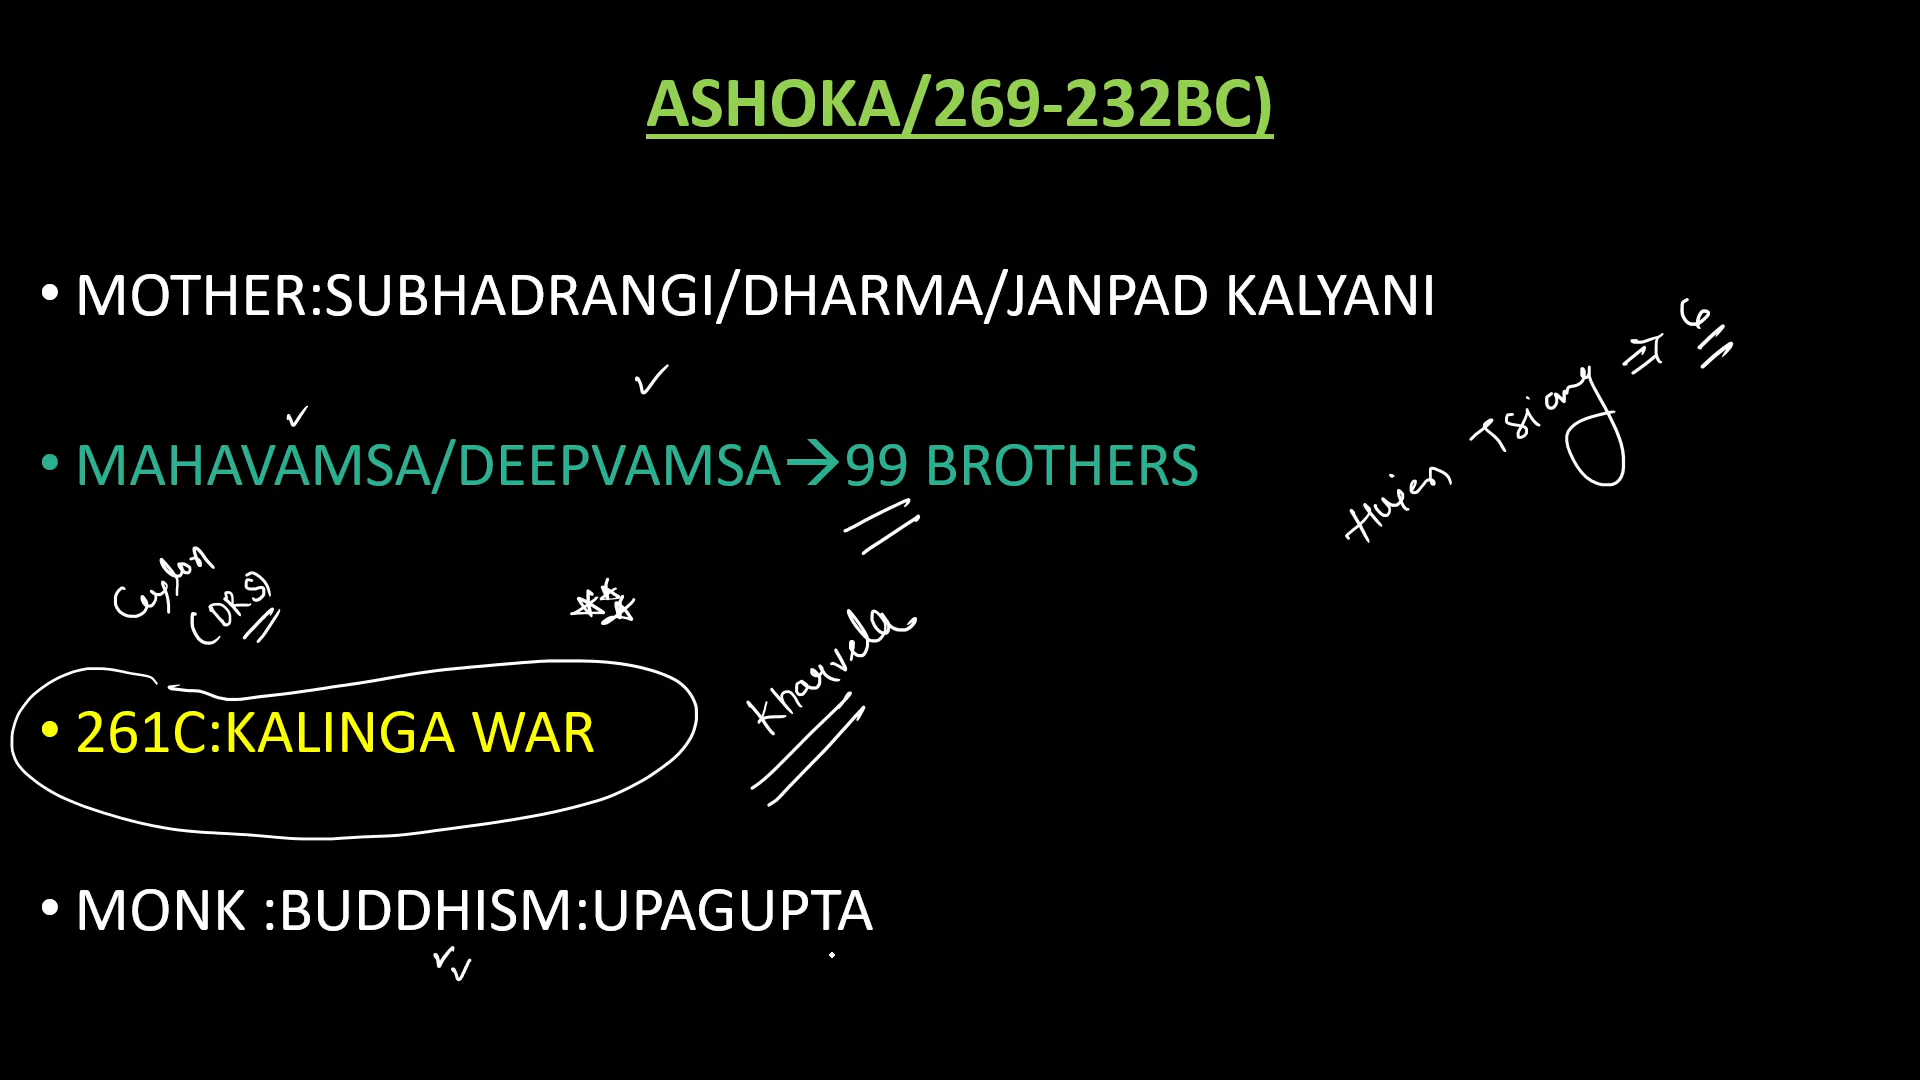 ASHOKA/269-232BC)
• MOTHER:SUBHADRANGI/DHARMA/JANPAD KALYANI
• MAHAVAMSA/DEEPVAMSA→99 BROTHERS
Huien Tsiang ⇒ 6
Ceylon
(DRS)
Kharvela
• 261C:KALINGA WAR
• MONK :BUDDHISM:UPAGUPTA